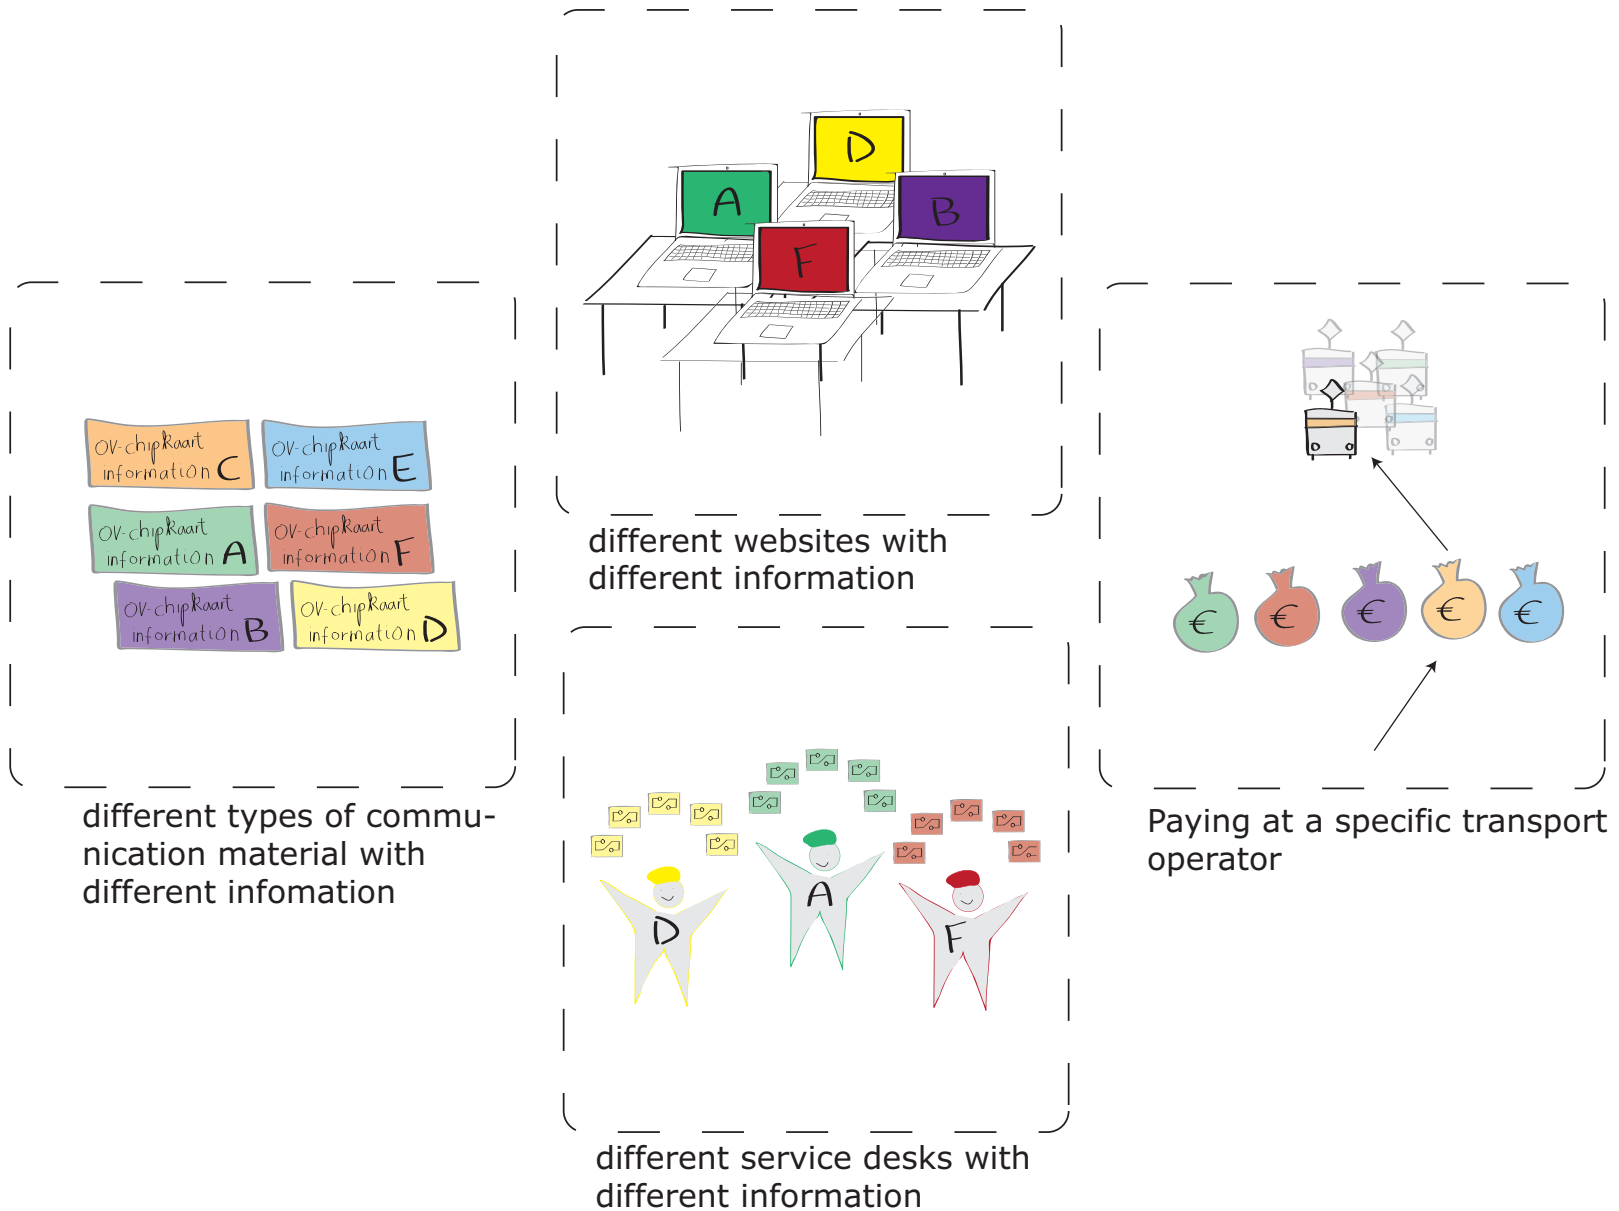 D
A
B
F
different websites with
different information
OV-chipkaart
information C
OV-chipkaart
information E
OV-chipkaart
information A
OV-chipkaart
information F
OV-chipkaart
information B
OV-chipkaart
information D
different types of commu-
nication material with
different infomation
D
A
F
different service desks with
different information
€
€
€
€
€
Paying at a specific transport
operator